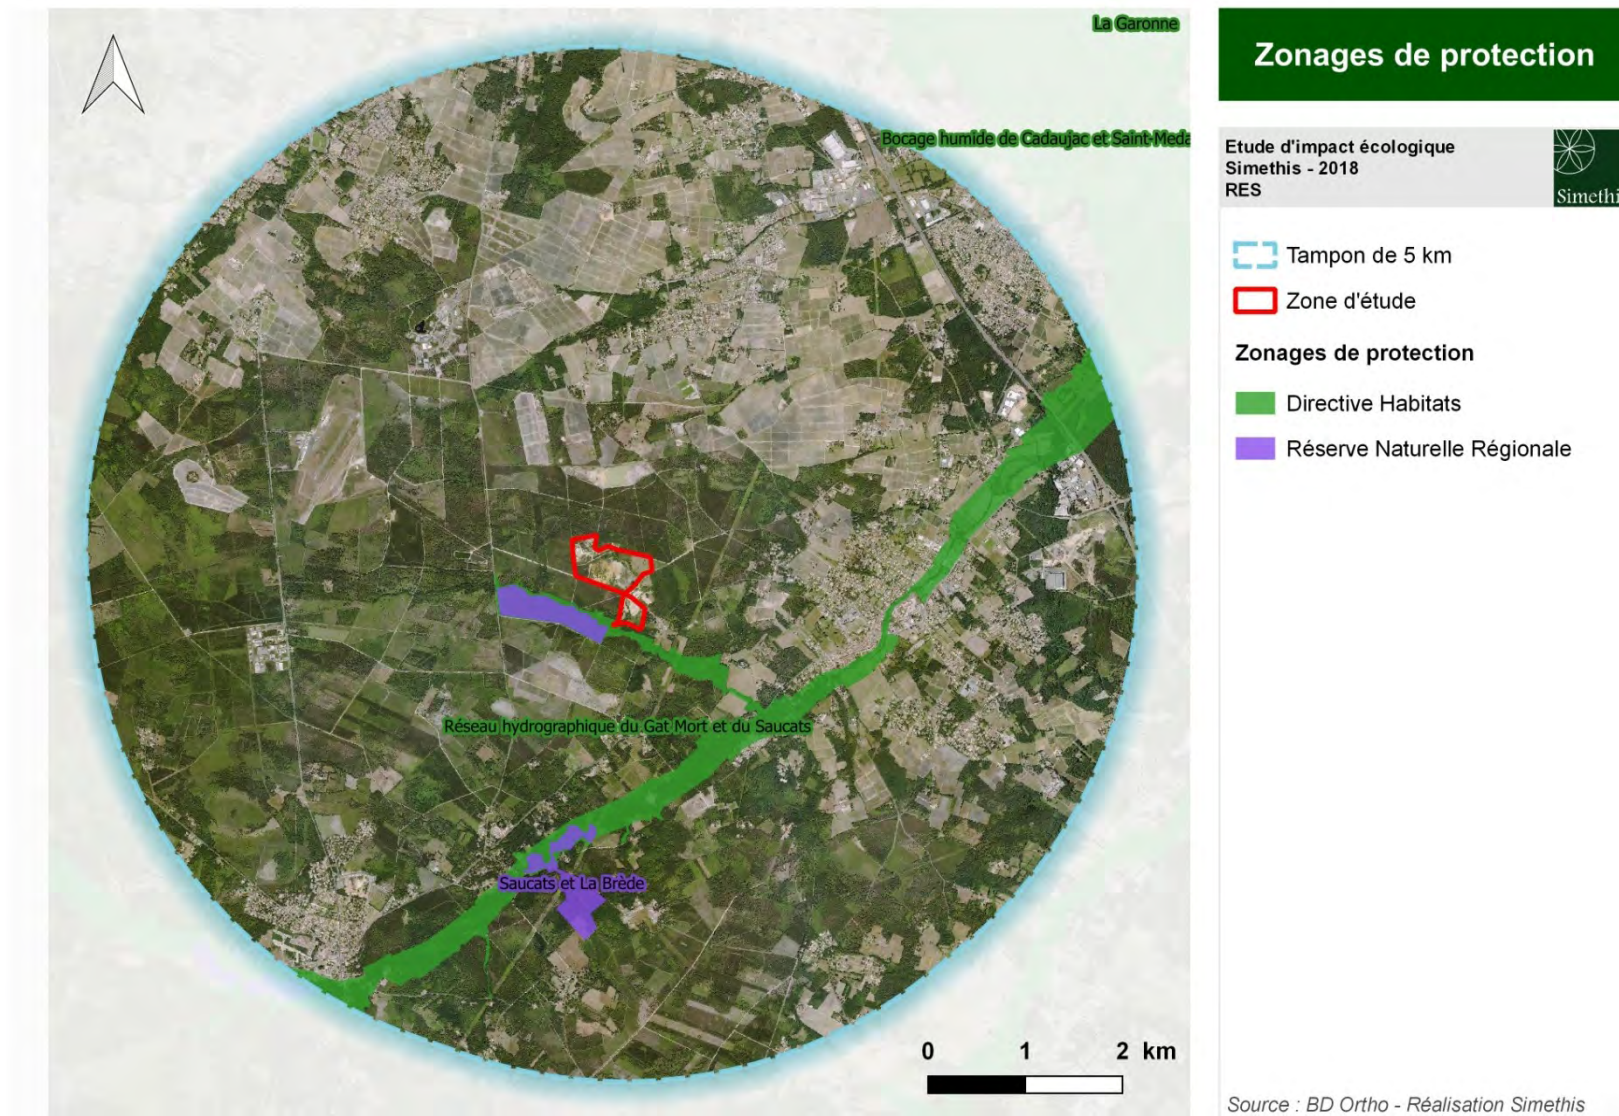 La Garonne
Bocage humide de Cadaujac et Saint-Meda
Réseau hydrographique du Gat Mort et du Saucats
Saucats et La Brède
0 1 2 km
Zonages de protection
Etude d'impact écologique
Simethis - 2018
RES
Simethi
Tampon de 5 km
Zone d'étude
Zonages de protection
Directive Habitats
Réserve Naturelle Régionale
Source : BD Ortho - Réalisation Simethis